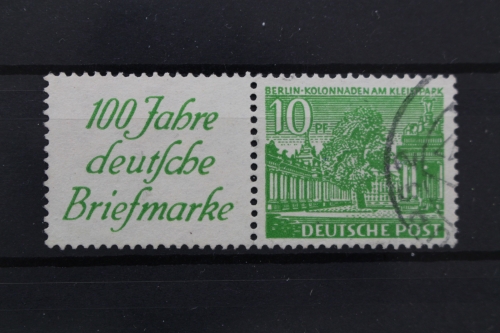 100 Jahre
deutſche
Briefmarke
BERLIN-KOLONNADEN AM KLEISTPARK
10 PF
DEUTSCHE POST